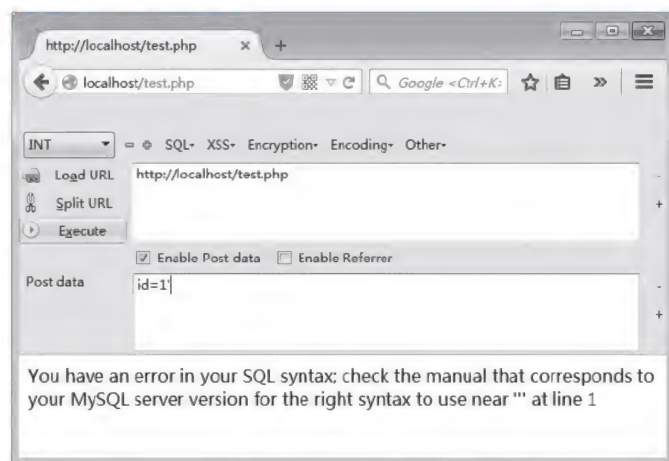 http://localhost/test.php × +
localhost/test.php Google <Ctrl+K>
INT SQL- XSS- Encryption- Encoding- Other-
Load URL http://localhost/test.php
Split URL
Execute
Enable Post data Enable Referrer
Post data id=1'
You have an error in your SQL syntax; check the manual that corresponds to
your MySQL server version for the right syntax to use near ''' at line 1